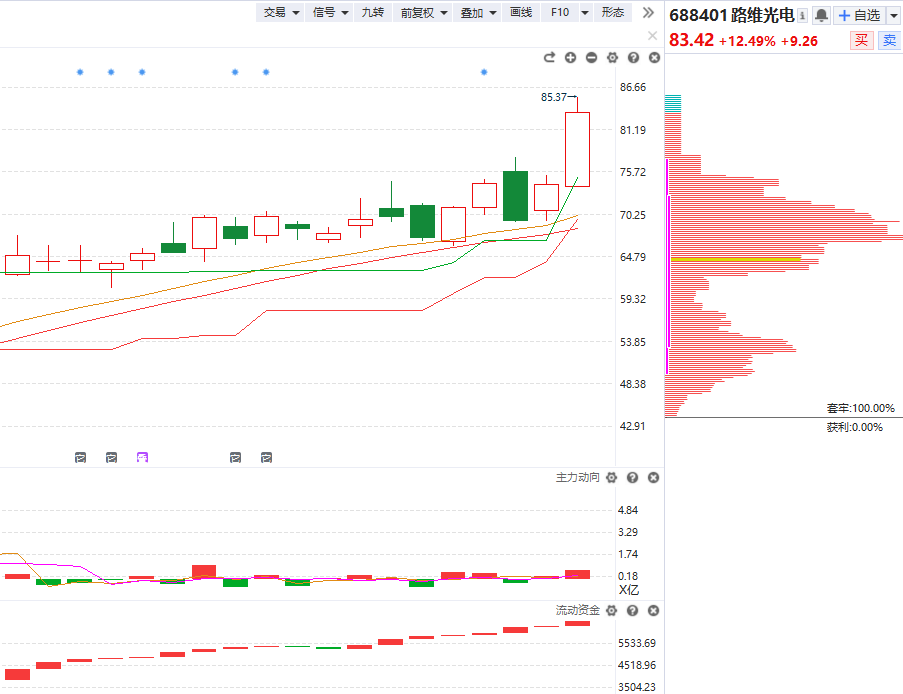 交易 信号 九转 前复权 叠加 画线 F10 形态
688401 路维光电 自选
83.42 +12.49% +9.26 买 卖
86.66
85.37
81.19
75.72
70.25
64.79
59.32
53.85
48.38
套牢:100.00%
42.91
获利:0.00%
主力动向
4.84
3.29
1.74
0.18
X亿
流动资金
5533.69
4518.96
3504.23